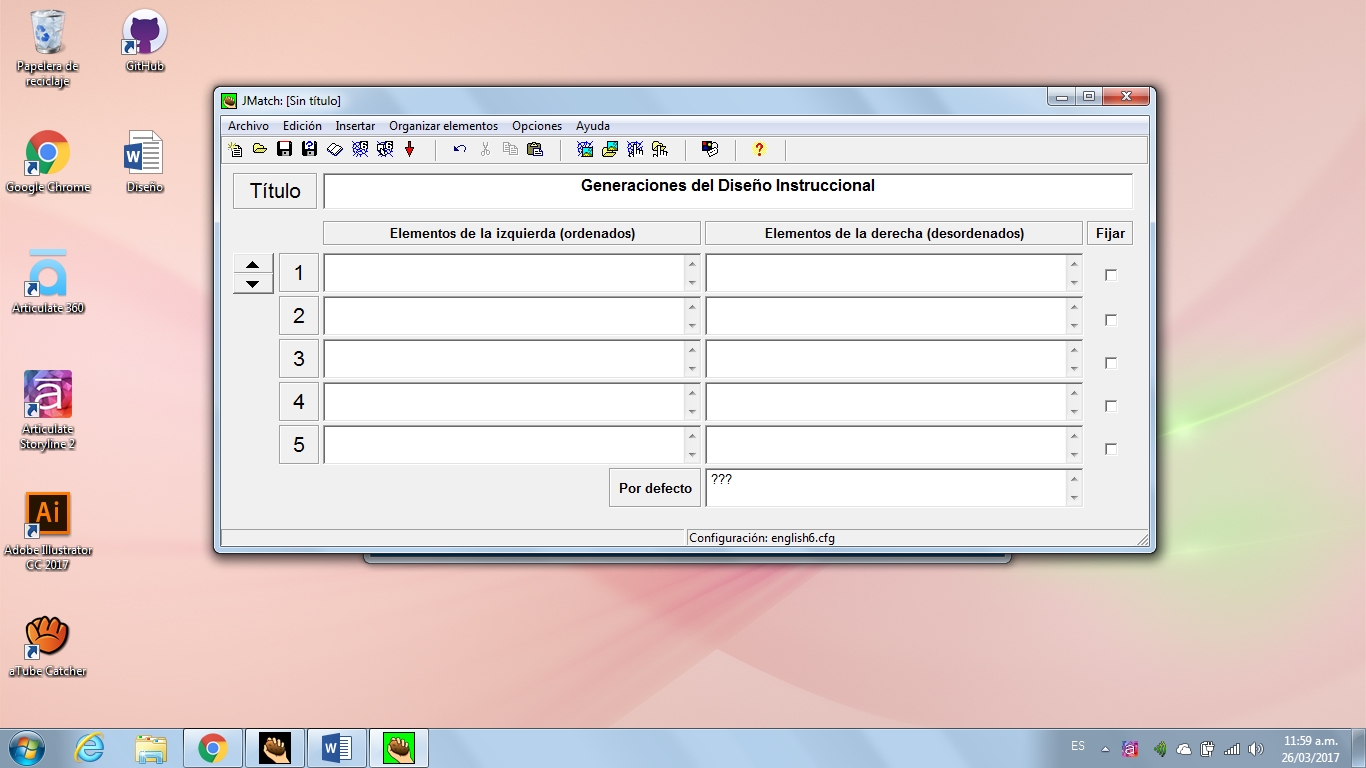 Papelera de
reciclaje
GitHub
Google Chrome
Diseño
Articulate 360
Articulate
Storyline 2
Ai
Adobe Illustrator
CC 2017
aTube Catcher
JMatch: [Sin título]
Archivo Edición Insertar Organizar elementos Opciones Ayuda
Título
Generaciones del Diseño Instruccional
Elementos de la izquierda (ordenados) Elementos de la derecha (desordenados) Fijar
1
2
3
4
5
Por defecto
???
Configuración: english6.cfg
ES
11:59 a.m.
26/03/2017